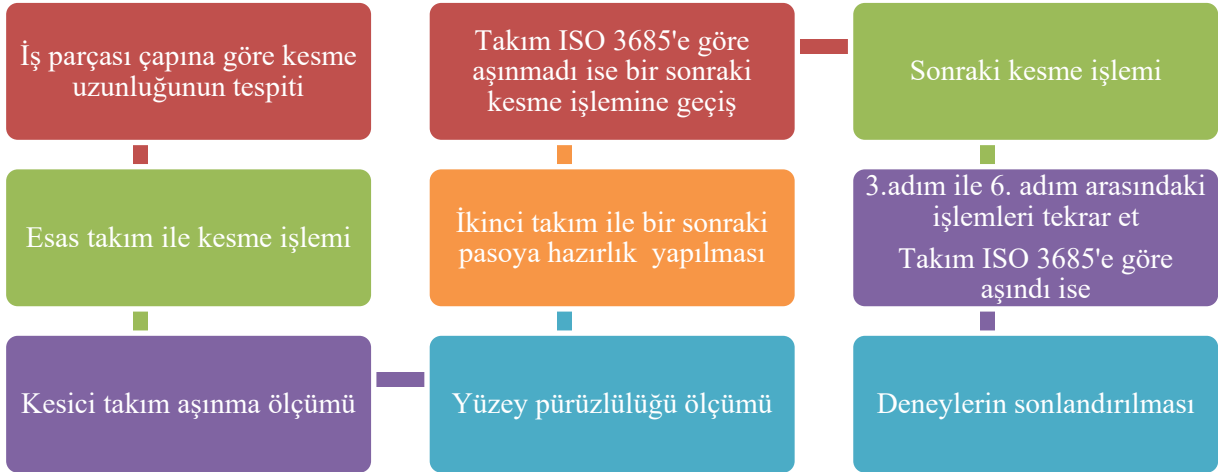 İş parçası çapına göre kesme
uzunluğunun tespiti
Esas takım ile kesme işlemi
Kesici takım aşınma ölçümü
Yüzey pürüzlülüğü ölçümü
İkinci takım ile bir sonraki
pasoya hazırlık yapılması
Takım ISO 3685'e göre
aşınmadı ise bir sonraki
kesme işlemine geçiş
Sonraki kesme işlemi
3.adım ile 6. adım arasındaki
işlemleri tekrar et
Takım ISO 3685'e göre
aşındı ise
Deneylerin sonlandırılması